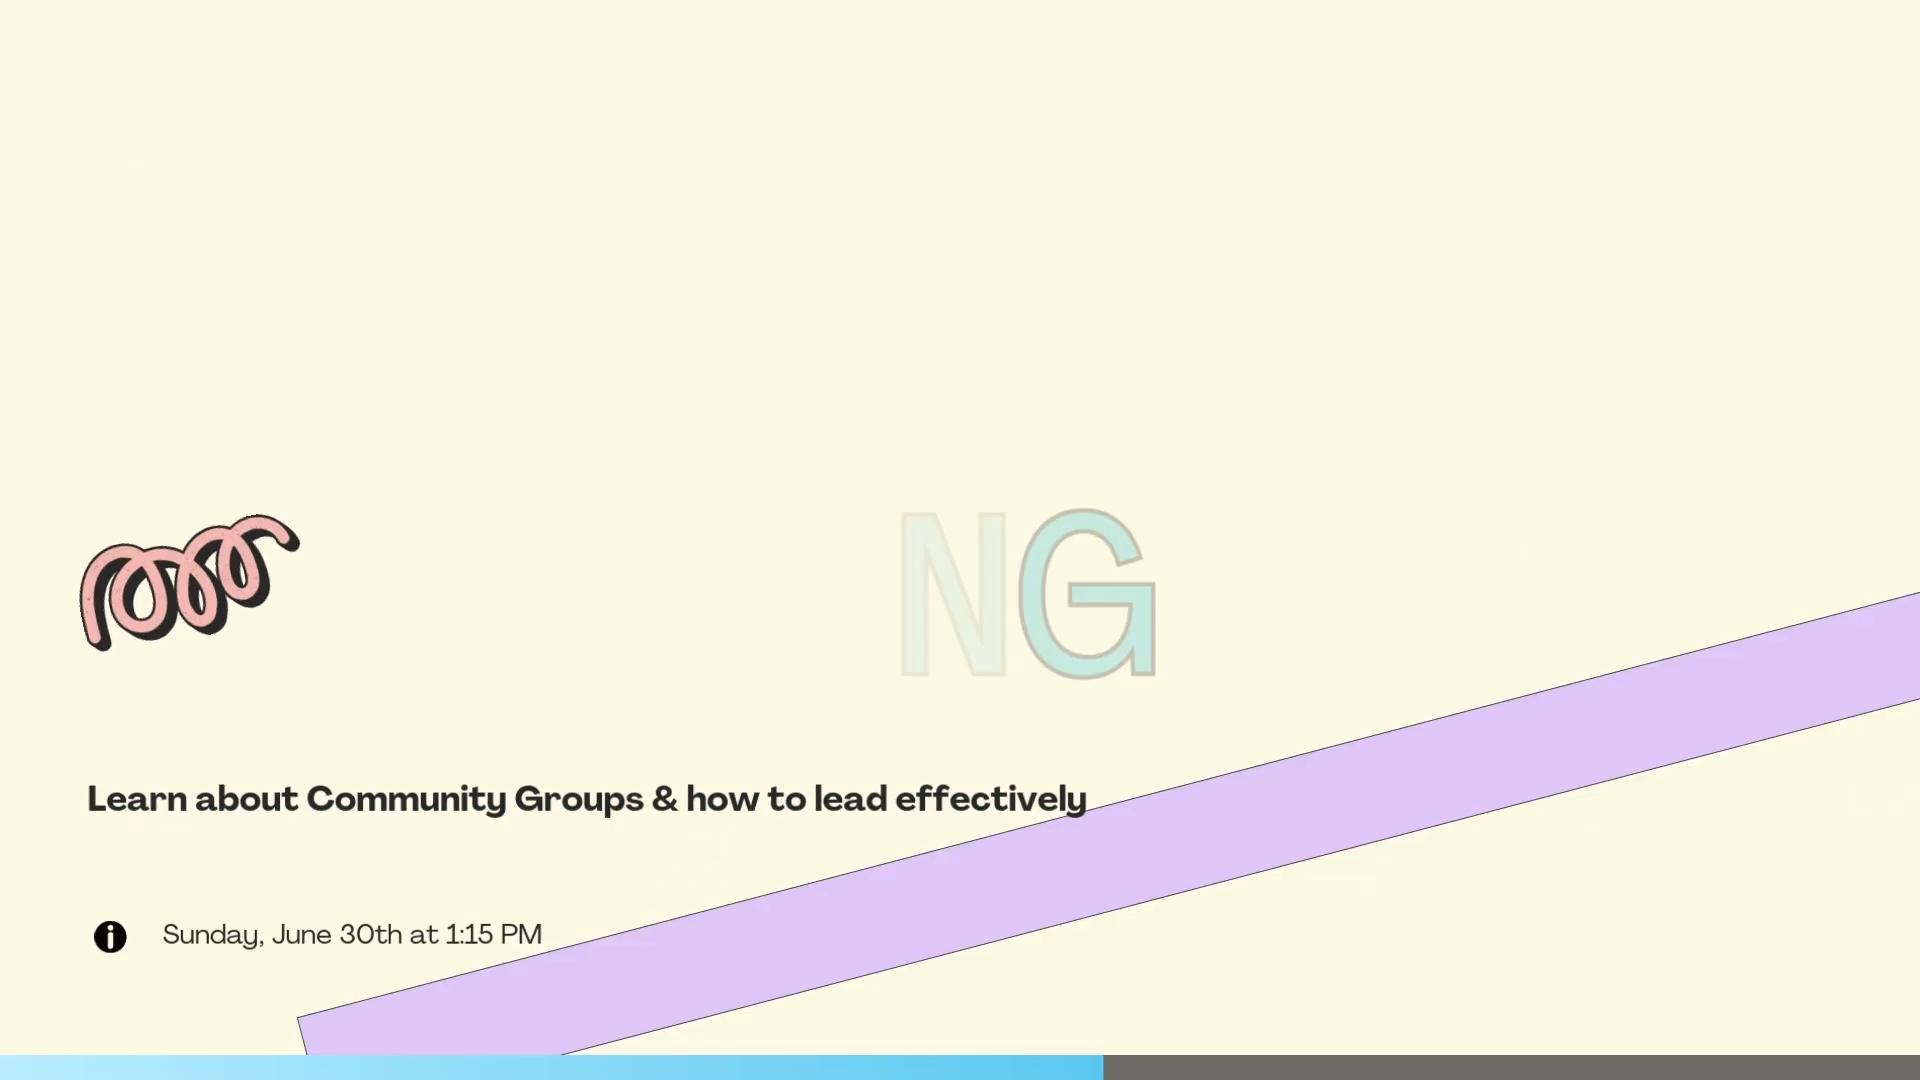 NG
Learn about Community Groups & how to lead effectively
Sunday, June 30th at 1:15 PM